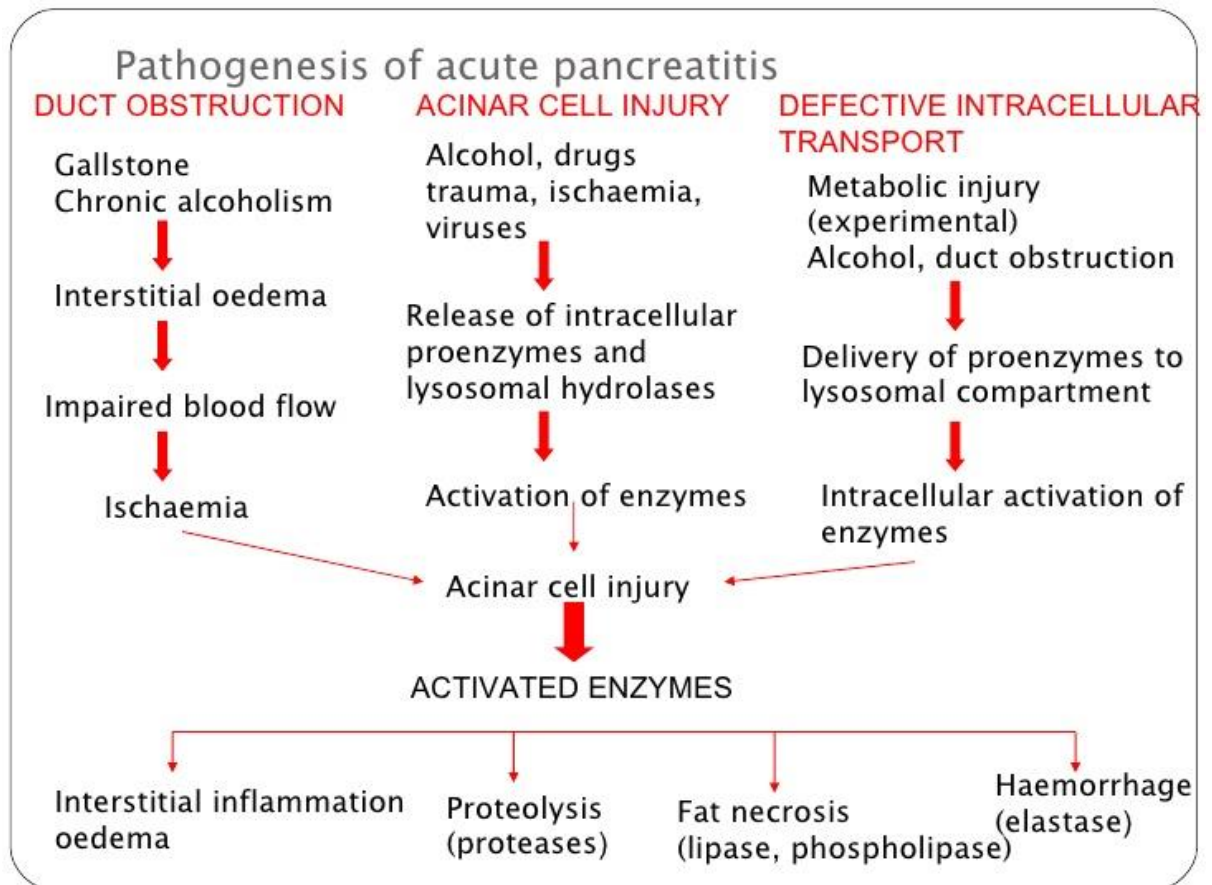 Pathogenesis of acute pancreatitis
DUCT OBSTRUCTION
Gallstone
Chronic alcoholism
Interstitial oedema
Impaired blood flow
Ischaemia
ACINAR CELL INJURY
Alcohol, drugs
trauma, ischaemia,
viruses
Release of intracellular
proenzymes and
lysosomal hydrolases
Activation of enzymes
DEFECTIVE INTRACELLULAR
TRANSPORT
Metabolic injury
(experimental)
Alcohol, duct obstruction
Delivery of proenzymes to
lysosomal compartment
Intracellular activation of
enzymes
Acinar cell injury
ACTIVATED ENZYMES
Interstitial inflammation
oedema
Proteolysis
(proteases)
Fat necrosis
(lipase, phospholipase)
Haemorrhage
(elastase)